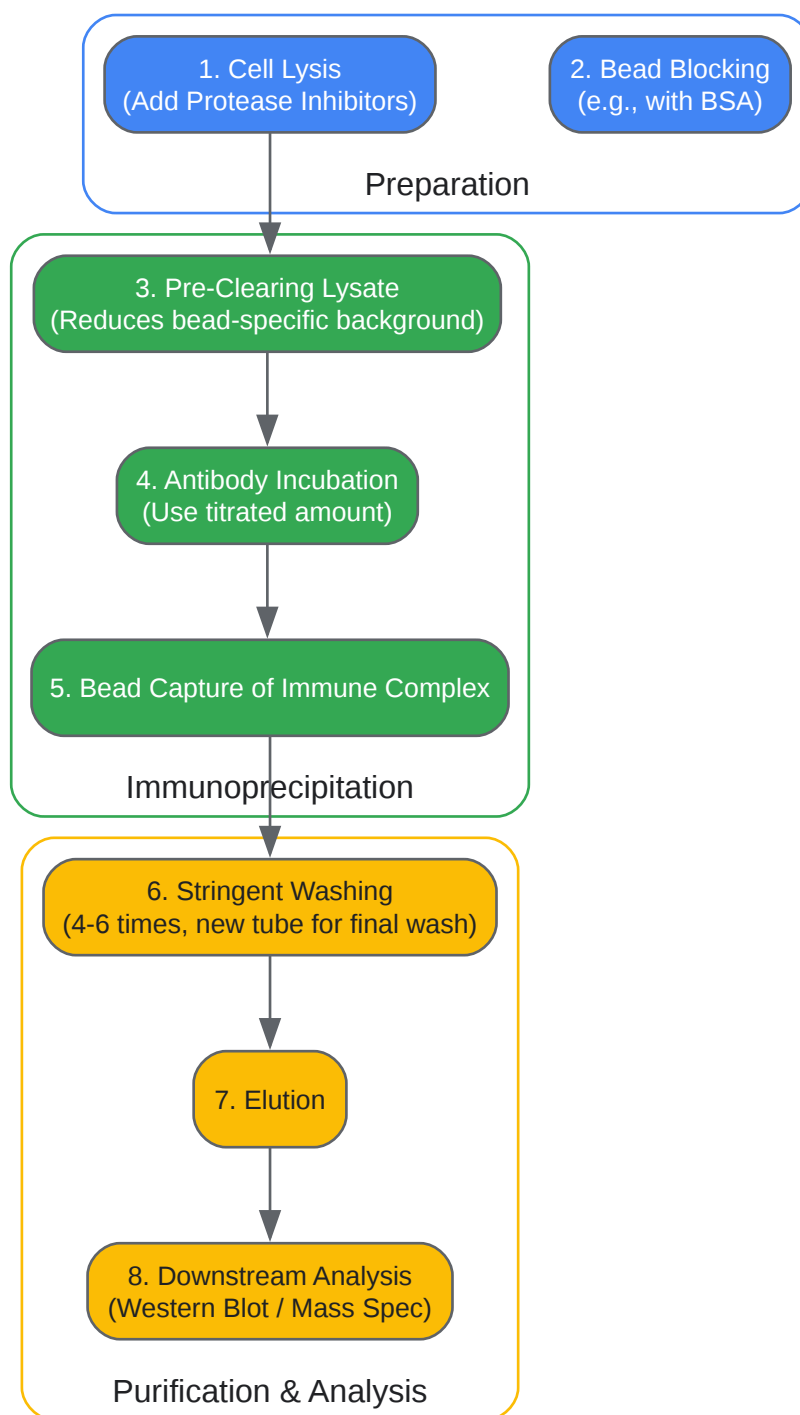 1. Cell Lysis
(Add Protease Inhibitors)
2. Bead Blocking
(e.g., with BSA)
Preparation
3. Pre-Clearing Lysate
(Reduces bead-specific background)
4. Antibody Incubation
(Use titrated amount)
5. Bead Capture of Immune Complex
Immunoprecipitation
6. Stringent Washing
(4-6 times, new tube for final wash)
7. Elution
8. Downstream Analysis
(Western Blot / Mass Spec)
Purification & Analysis